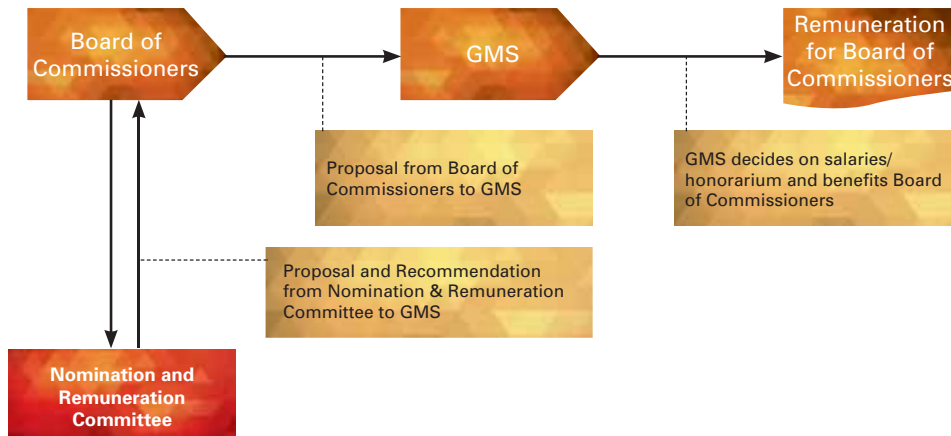 Board of
Commissioners
GMS
Remuneration
for Board of
Commissioners
Proposal from Board of
Commissioners to GMS
GMS decides on salaries/
honorarium and benefits Board
of Commissioners
Proposal and Recommendation
from Nomination & Remuneration
Committee to GMS
Nomination and
Remuneration
Committee